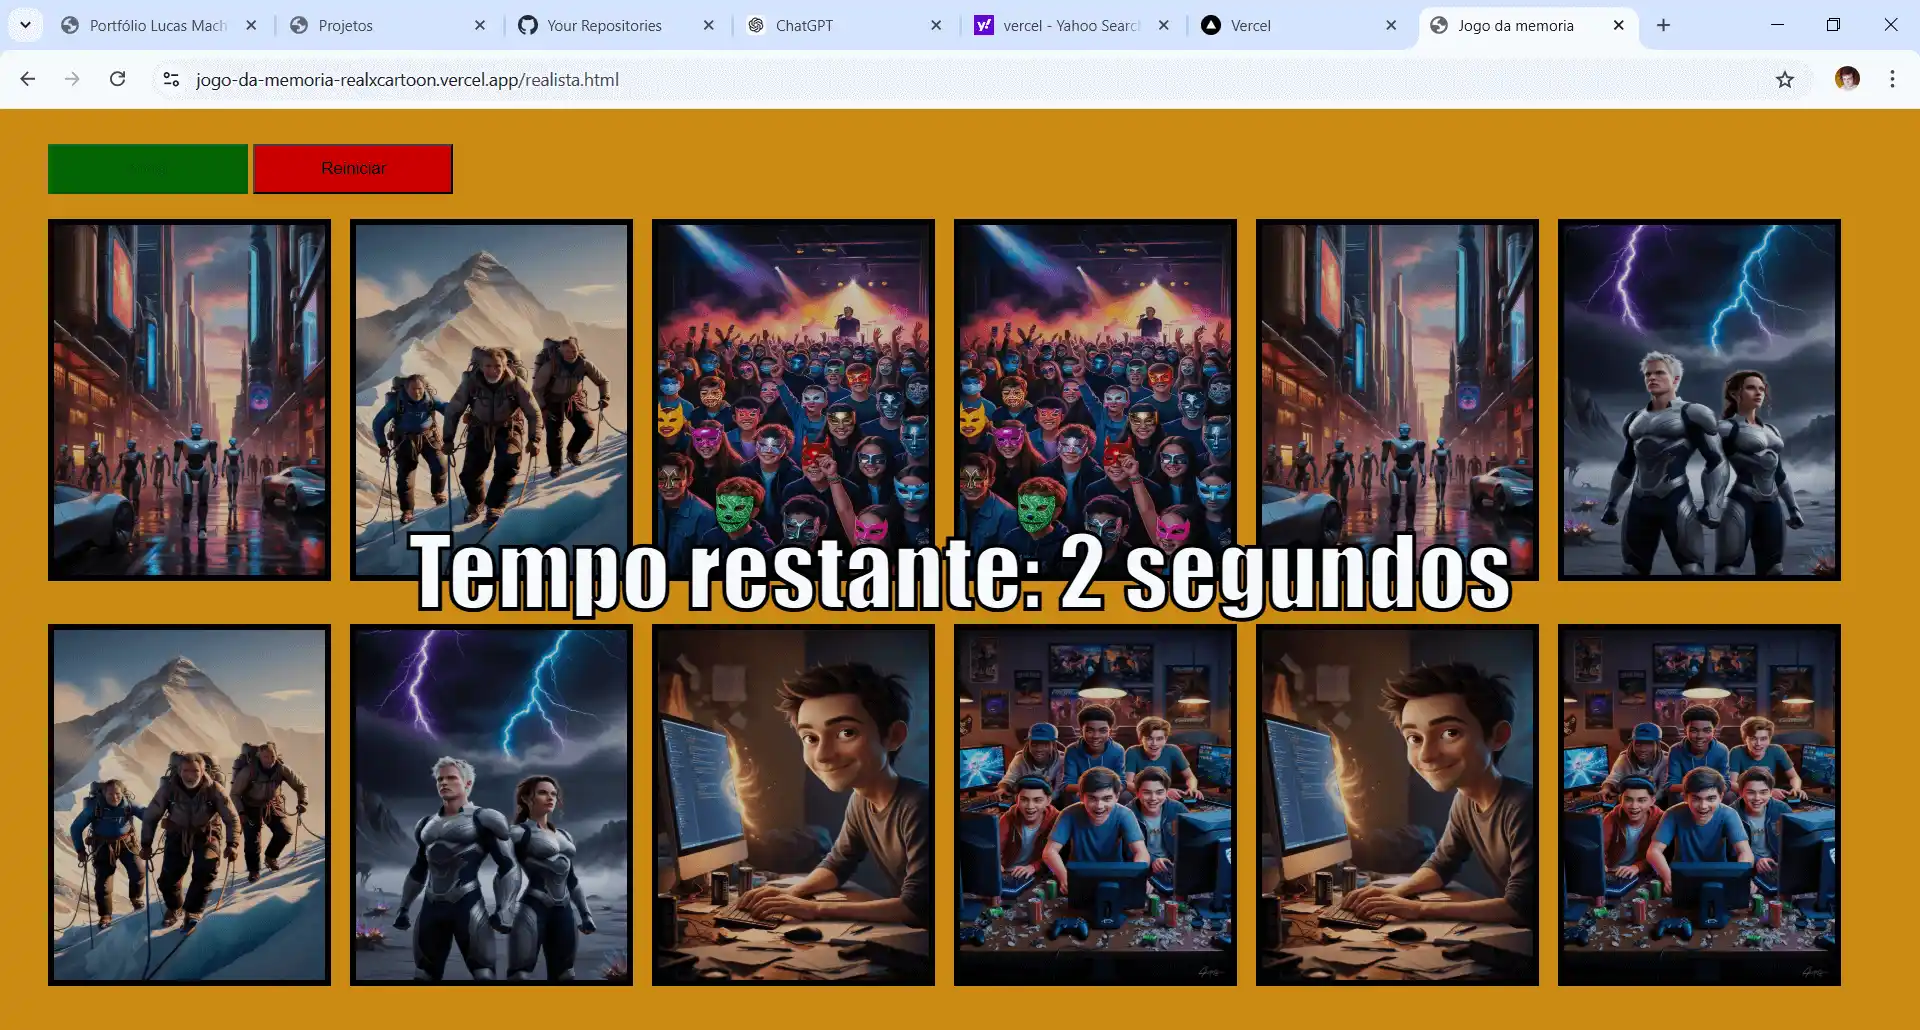 Portfólio Lucas Mach
Projetos
Your Repositories
ChatGPT
y! vercel - Yahoo Searc
Vercel
Jogo da memoria
jogo-da-memoria-realxcartoon.vercel.app/realista.html
Reiniciar
Tempo restante: 2 segundos